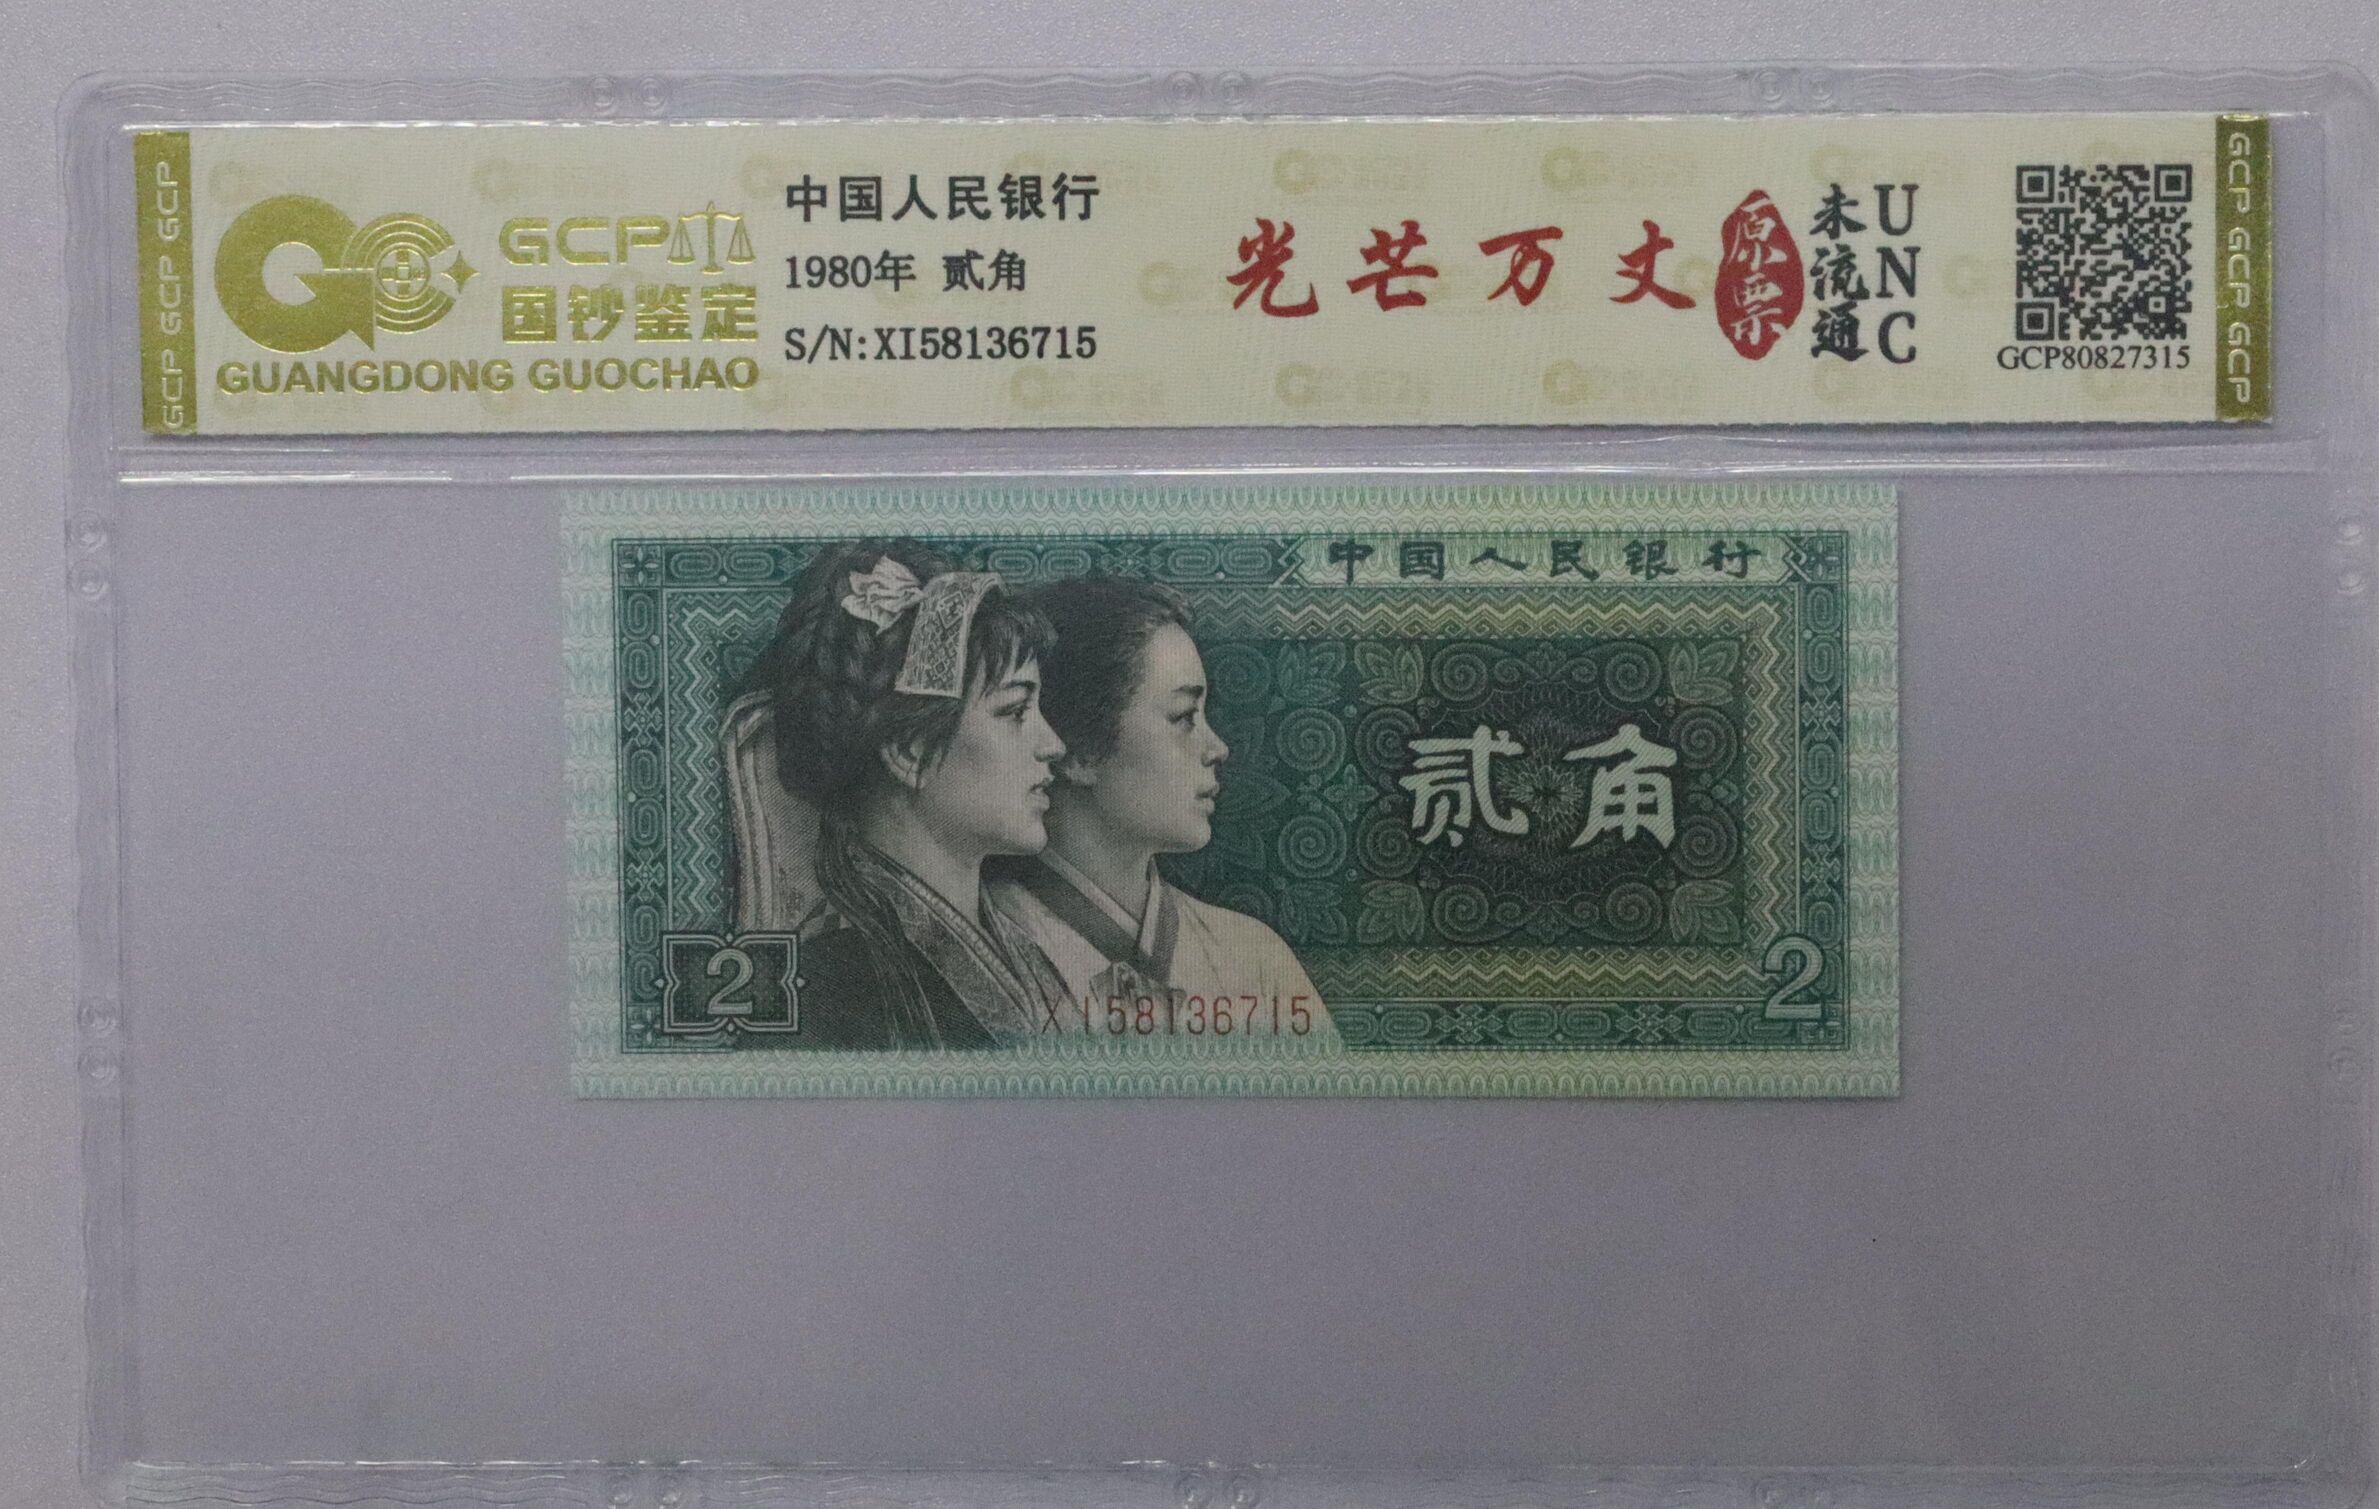 GCP GCP GCP
GCP
国钞鉴定
GUANGDONG GUOCHAO
中国人民银行
1980年 贰角
S/N:XI58136715
光芒万丈
原票
未流通
UNC
GCP80827315
GCP GCP GCP
中国人民银行
贰角
2
XI58136715
2